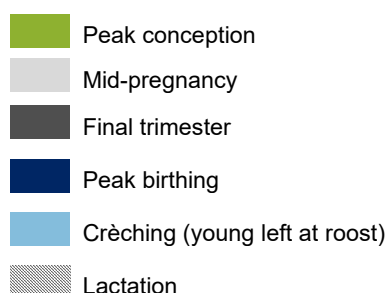 Peak conception
Mid-pregnancy
Final trimester
Peak birthing
Crèching (young left at roost)
Lactation